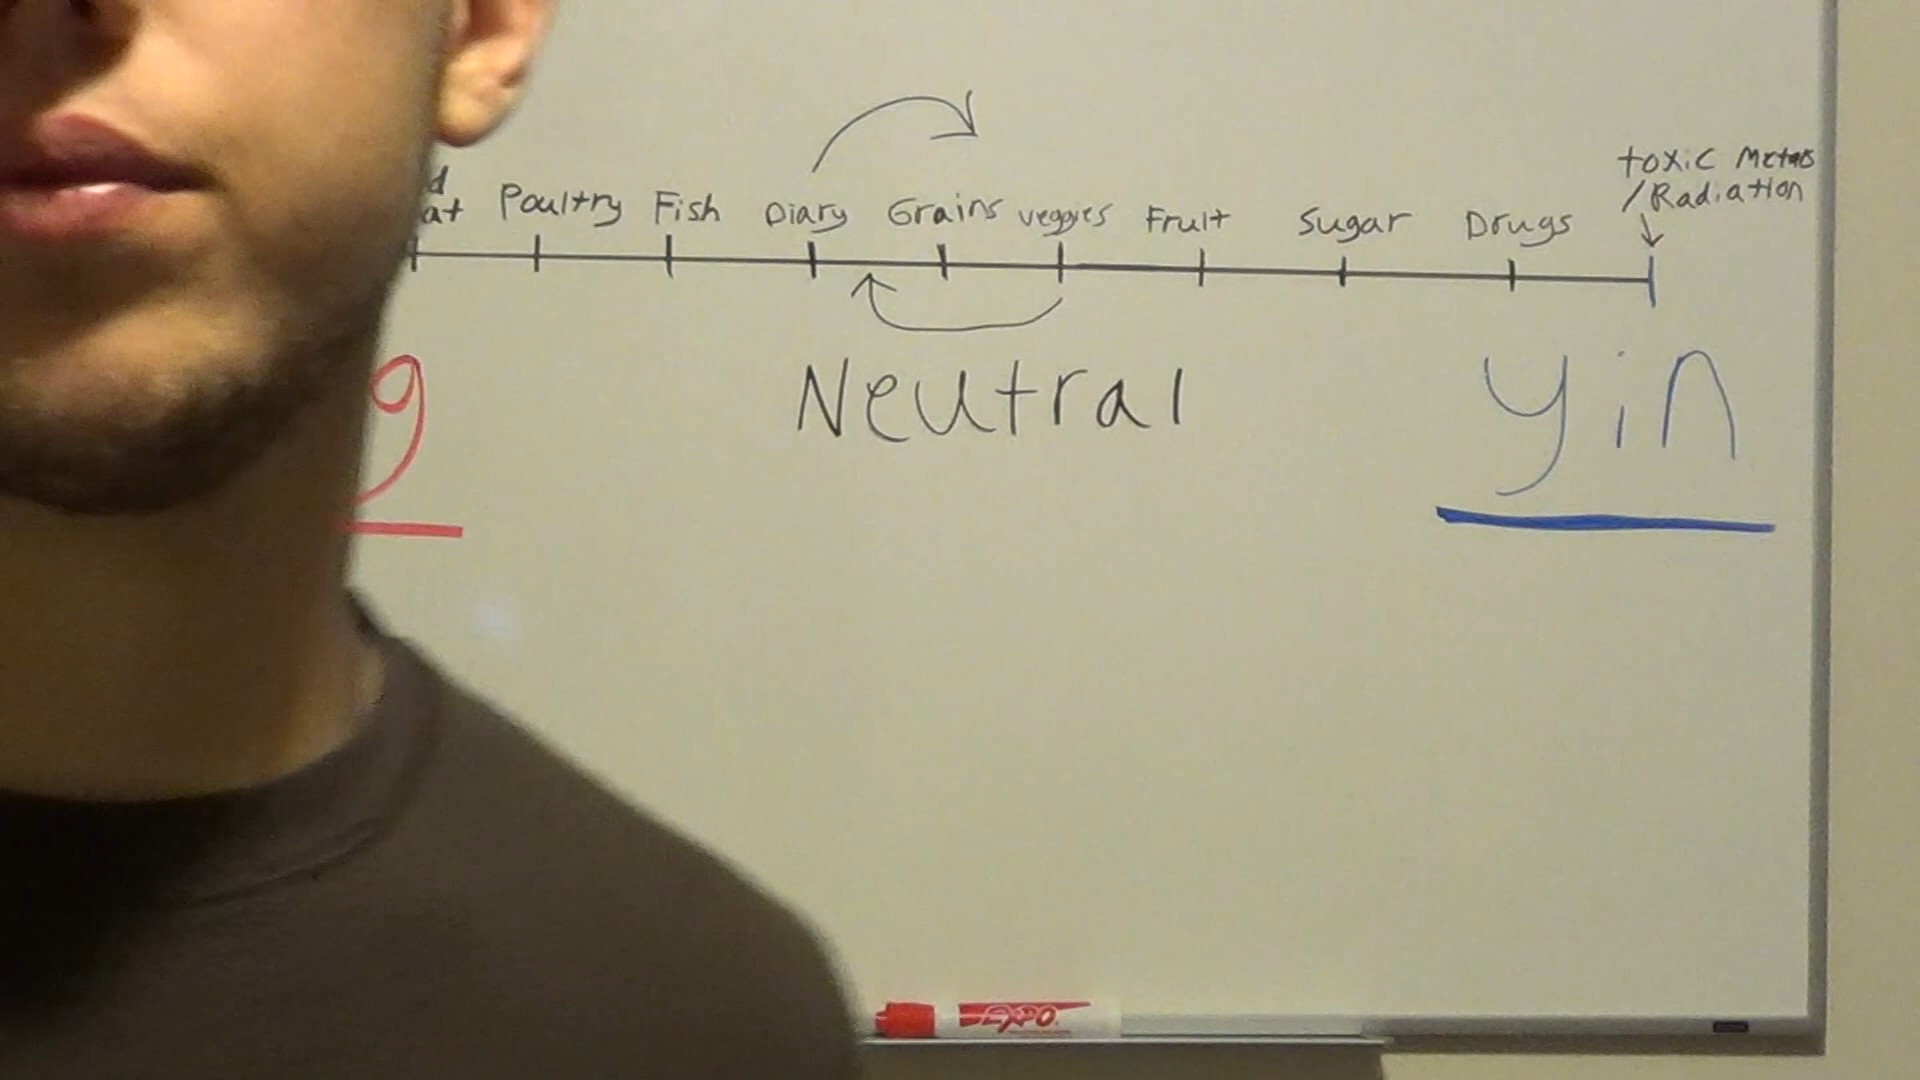 toxic Metals
/Radiation
d
at Poultry Fish Diary Grains veggies Fruit Sugar Drugs
g Neutral yin
EXPO